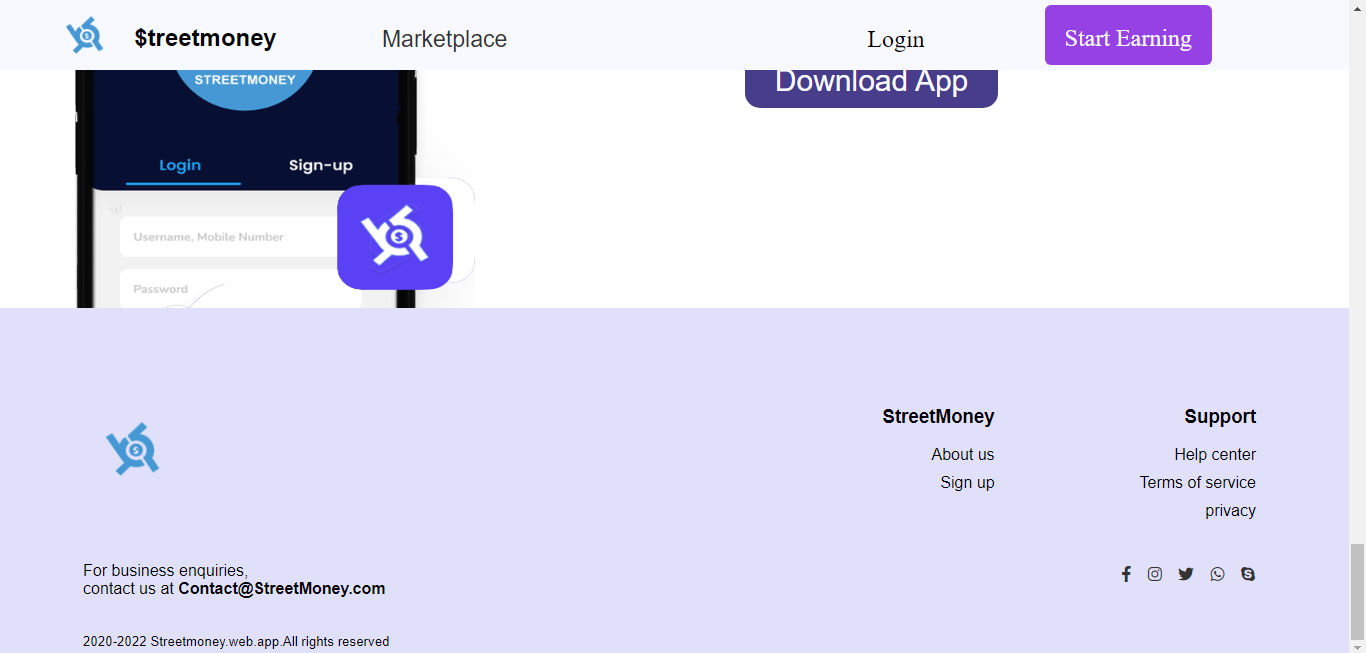 $treetmoney
Marketplace
Login
Start Earning
STREETMONEY
Download App
Login
Sign-up
Username, Mobile Number
Password
StreetMoney
About us
Sign up
Support
Help center
Terms of service
privacy
For business enquiries,
contact us at Contact@StreetMoney.com
2020-2022 Streetmoney.web.app.All rights reserved